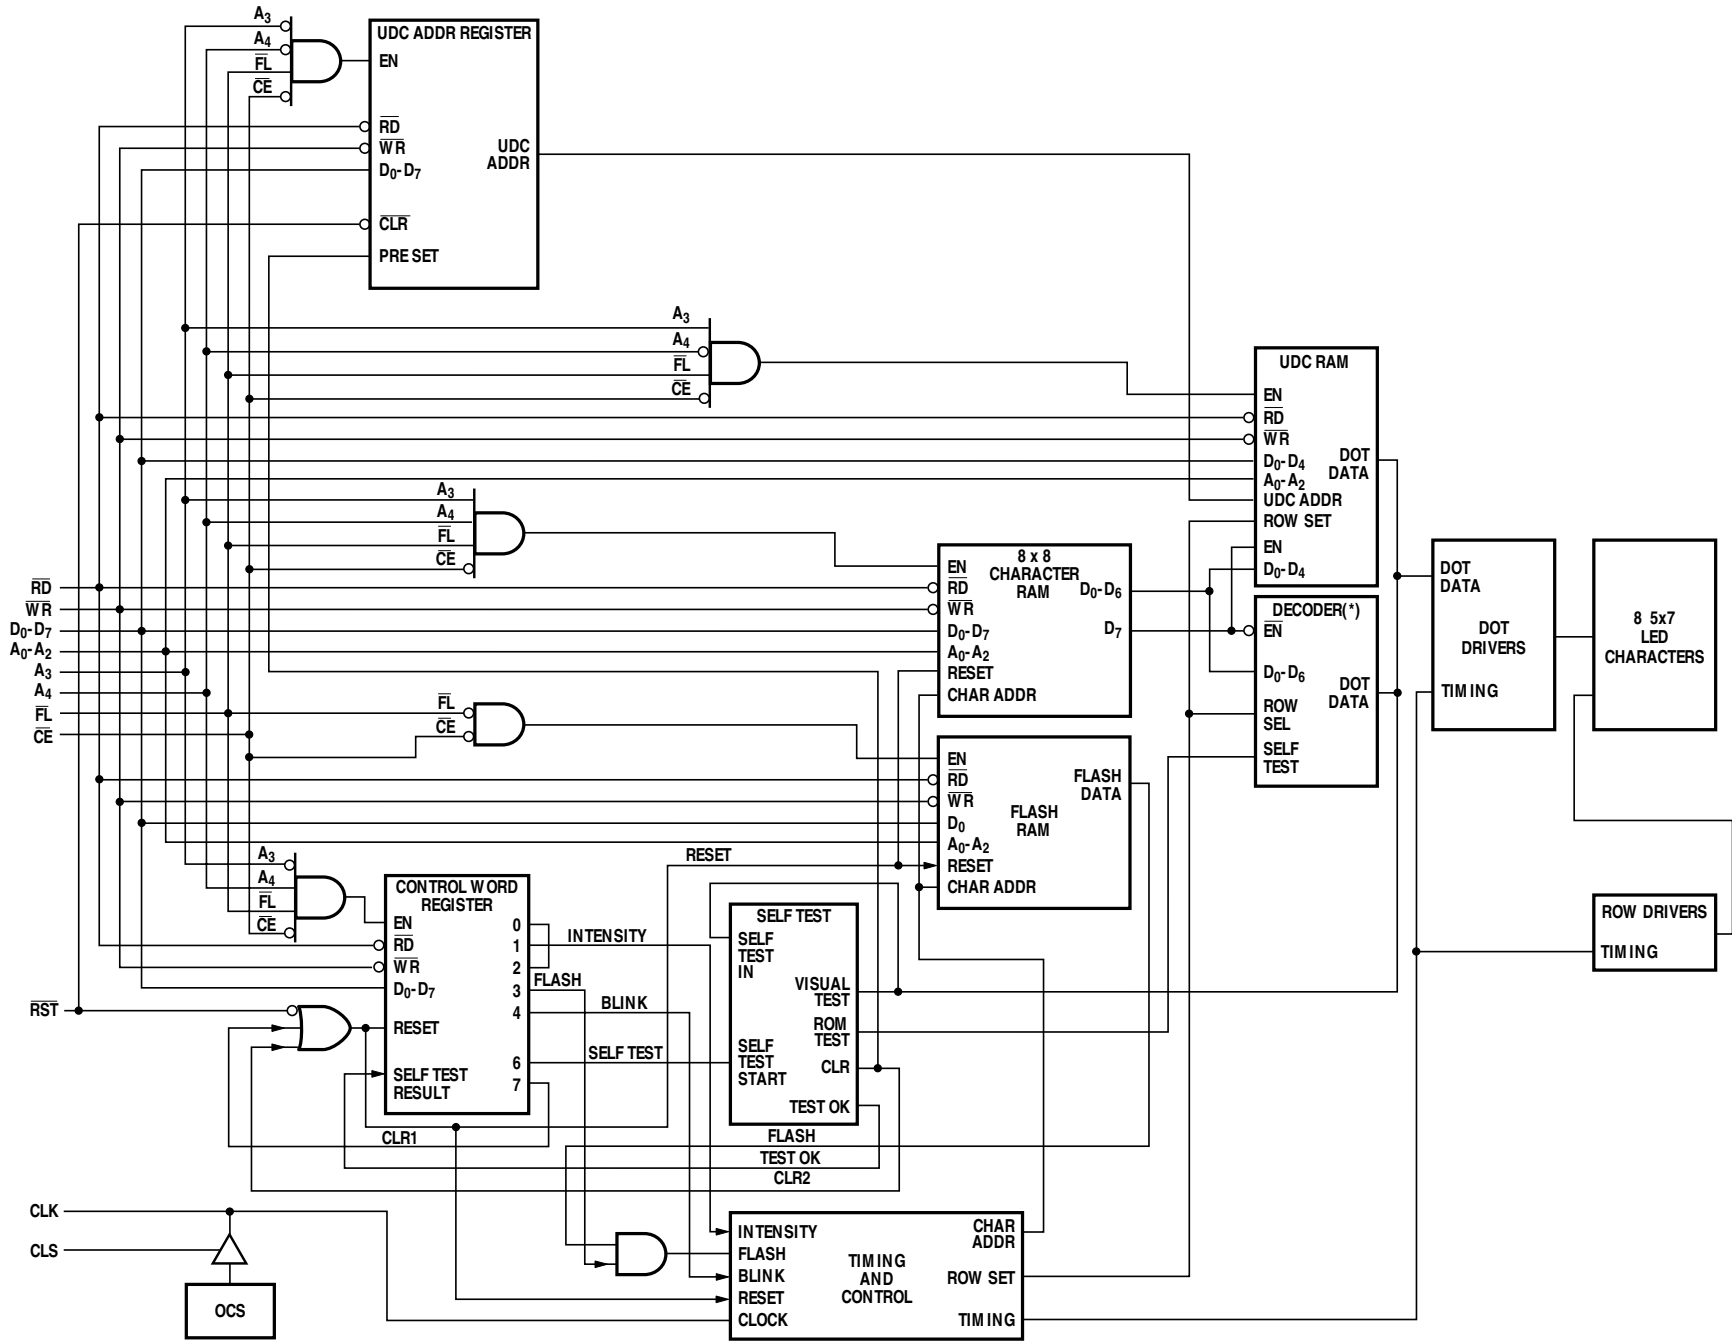 A3
A4
FL
CE
UDC ADDR REGISTER
EN
RD
WR
D0-D7
CLR
PRE SET
UDC
ADDR
A3
A4
FL
CE
UDC RAM
EN
RD
WR
D0-D4
A0-A2
UDC ADDR
ROW SET
EN
D0-D4
DOT
DATA
A3
A4
FL
CE
RD
WR
D0-D7
A0-A2
A3
A4
FL
CE
8 x 8
CHARACTER
RAM
EN
RD
WR
D0-D7
A0-A2
RESET
CHAR ADDR
D0-D6
D7
DECODER(*)
EN
D0-D6
ROW
SEL
SELF
TEST
DOT
DATA
DOT
DATA
DOT
DRIVERS
TIMING
8 5x7
LED
CHARACTERS
FL
CE
EN
RD
WR
D0
A0-A2
RESET
CHAR ADDR
FLASH
RAM
FLASH
DATA
ROW DRIVERS
TIMING
A3
A4
FL
CE
CONTROL WORD
REGISTER
EN
RD
WR
D0-D7
RESET
SELF TEST
RESULT
0
1
2
3
4
6
7
RESET
INTENSITY
FLASH
BLINK
SELF TEST
SELF TEST
SELF
TEST
IN
SELF
TEST
START
VISUAL
TEST
ROM
TEST
CLR
TEST OK
RST
CLR1
FLASH
TEST OK
CLR2
CLK
CLS
OCS
INTENSITY
FLASH
BLINK
RESET
CLOCK
TIMING
AND
CONTROL
CHAR
ADDR
ROW SET
TIMING